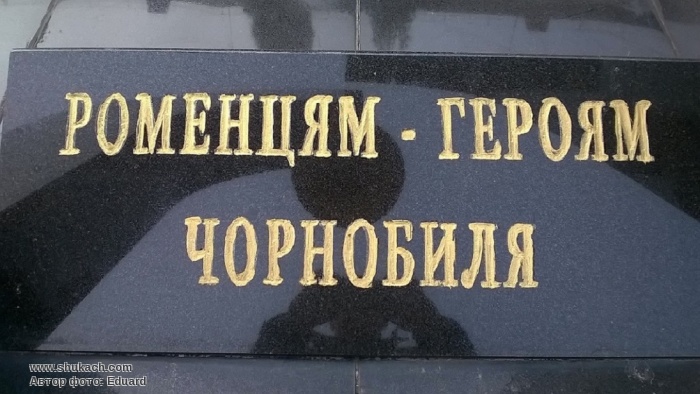 РОМЕНЦЯМ - ГЕРОЯМ
ЧОРНОБИЛЯ
www.shukach.com
Автор фото: Eduard